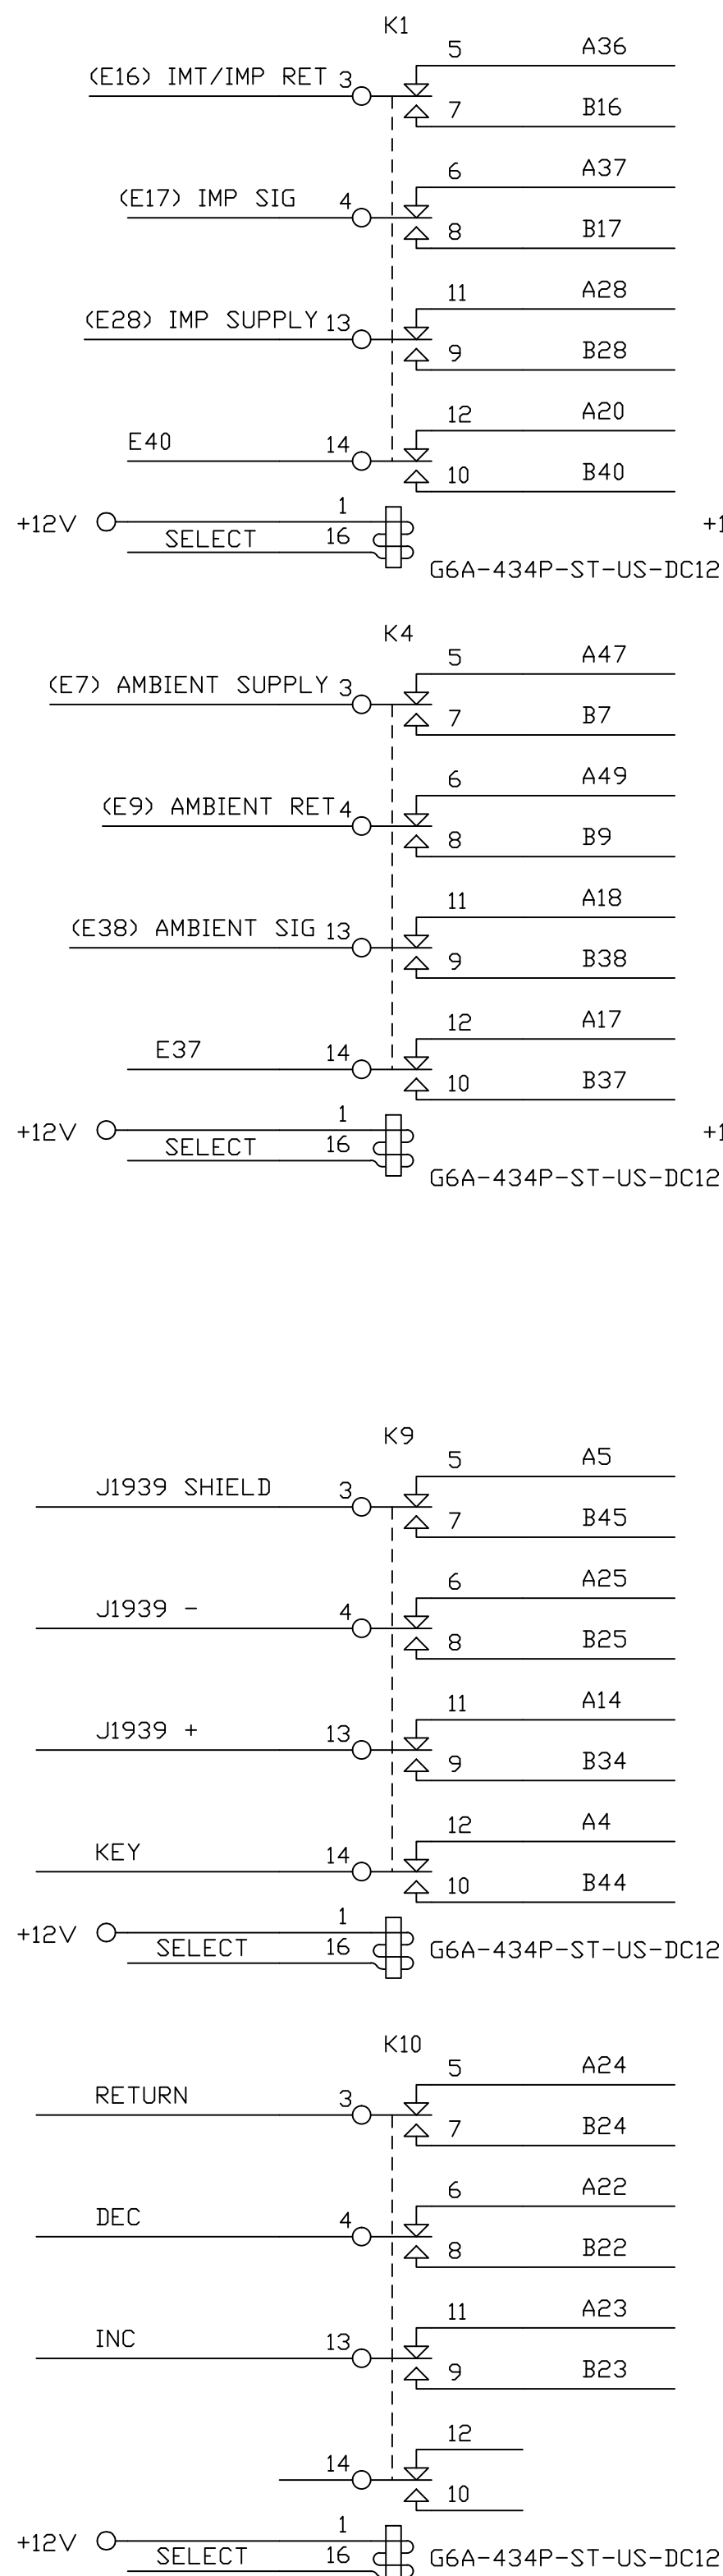 K1
5 A36
(E16) IMT/IMP RET 3
7 B16
6 A37
(E17) IMP SIG 4
8 B17
11 A28
(E28) IMP SUPPLY 13
9 B28
12 A20
E40 14
10 B40
1
+12V +1
SELECT 16
G6A-434P-ST-US-DC12
K4
5 A47
(E7) AMBIENT SUPPLY 3
7 B7
6 A49
(E9) AMBIENT RET 4
8 B9
11 A18
(E38) AMBIENT SIG 13
9 B38
12 A17
E37 14
10 B37
1
+12V +1
SELECT 16
G6A-434P-ST-US-DC12
K9
5 A5
J1939 SHIELD 3
7 B45
6 A25
J1939 - 4
8 B25
11 A14
J1939 + 13
9 B34
12 A4
KEY 14
10 B44
1
+12V
SELECT 16 G6A-434P-ST-US-DC12
K10
5 A24
RETURN 3
7 B24
6 A22
DEC 4
8 B22
11 A23
INC 13
9 B23
12
14
10
1
+12V
SELECT 16 G6A-434P-ST-US-DC12